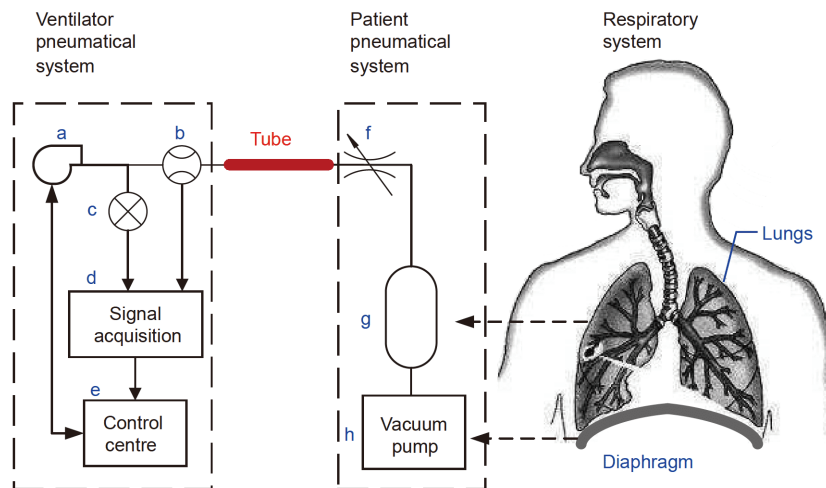 Ventilator
pneumatical
system
Patient
pneumatical
system
Respiratory
system
a
b
Tube
f
c
Lungs
d
Signal
acquisition
g
e
Control
centre
h
Vacuum
pump
Diaphragm